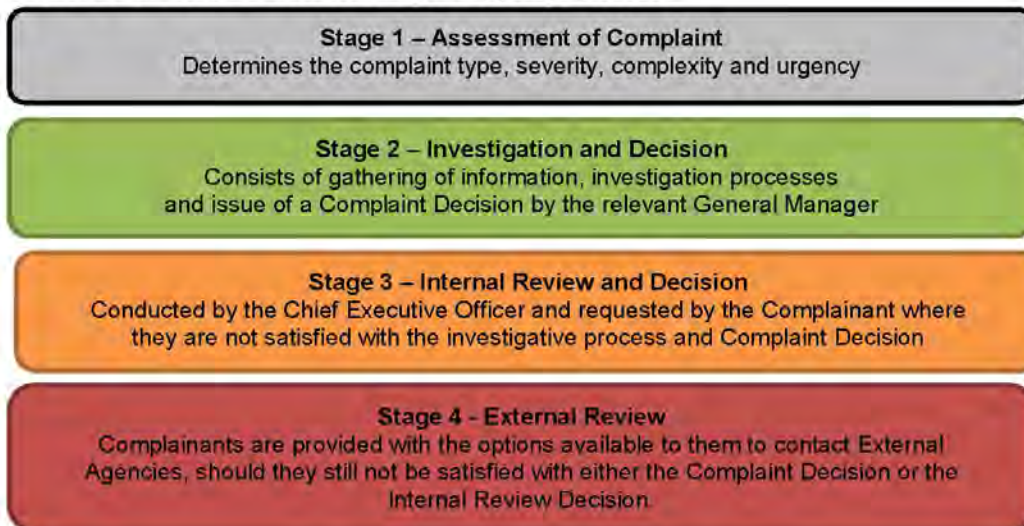 Stage 1 – Assessment of Complaint
Determines the complaint type, severity, complexity and urgency
Stage 2 – Investigation and Decision
Consists of gathering of information, investigation processes
and issue of a Complaint Decision by the relevant General Manager
Stage 3 – Internal Review and Decision
Conducted by the Chief Executive Officer and requested by the Complainant where
they are not satisfied with the investigative process and Complaint Decision
Stage 4 - External Review
Complainants are provided with the options available to them to contact External
Agencies, should they still not be satisfied with either the Complaint Decision or the
Internal Review Decision